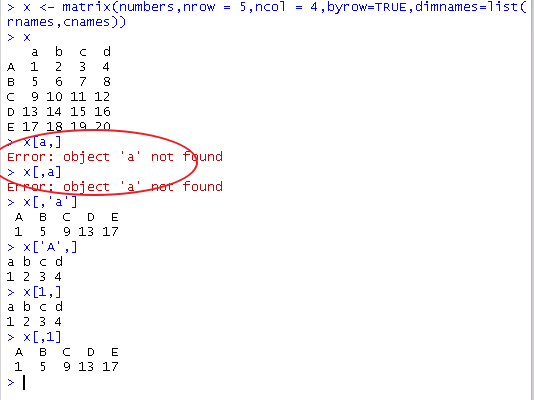 > x <- matrix(numbers,nrow = 5,ncol = 4,byrow=TRUE,dimnames=list(
rnames,cnames))
> x
   a  b  c  d
A  1  2  3  4
B  5  6  7  8
C  9 10 11 12
D 13 14 15 16
E 17 18 19 20
> x[a,]
Error: object 'a' not found
> x[,a]
Error: object 'a' not found
> x[,'a']
 A  B  C  D  E
 1  5  9 13 17
> x['A',]
a b c d
1 2 3 4
> x[1,]
a b c d
1 2 3 4
> x[,1]
 A  B  C  D  E
 1  5  9 13 17
>